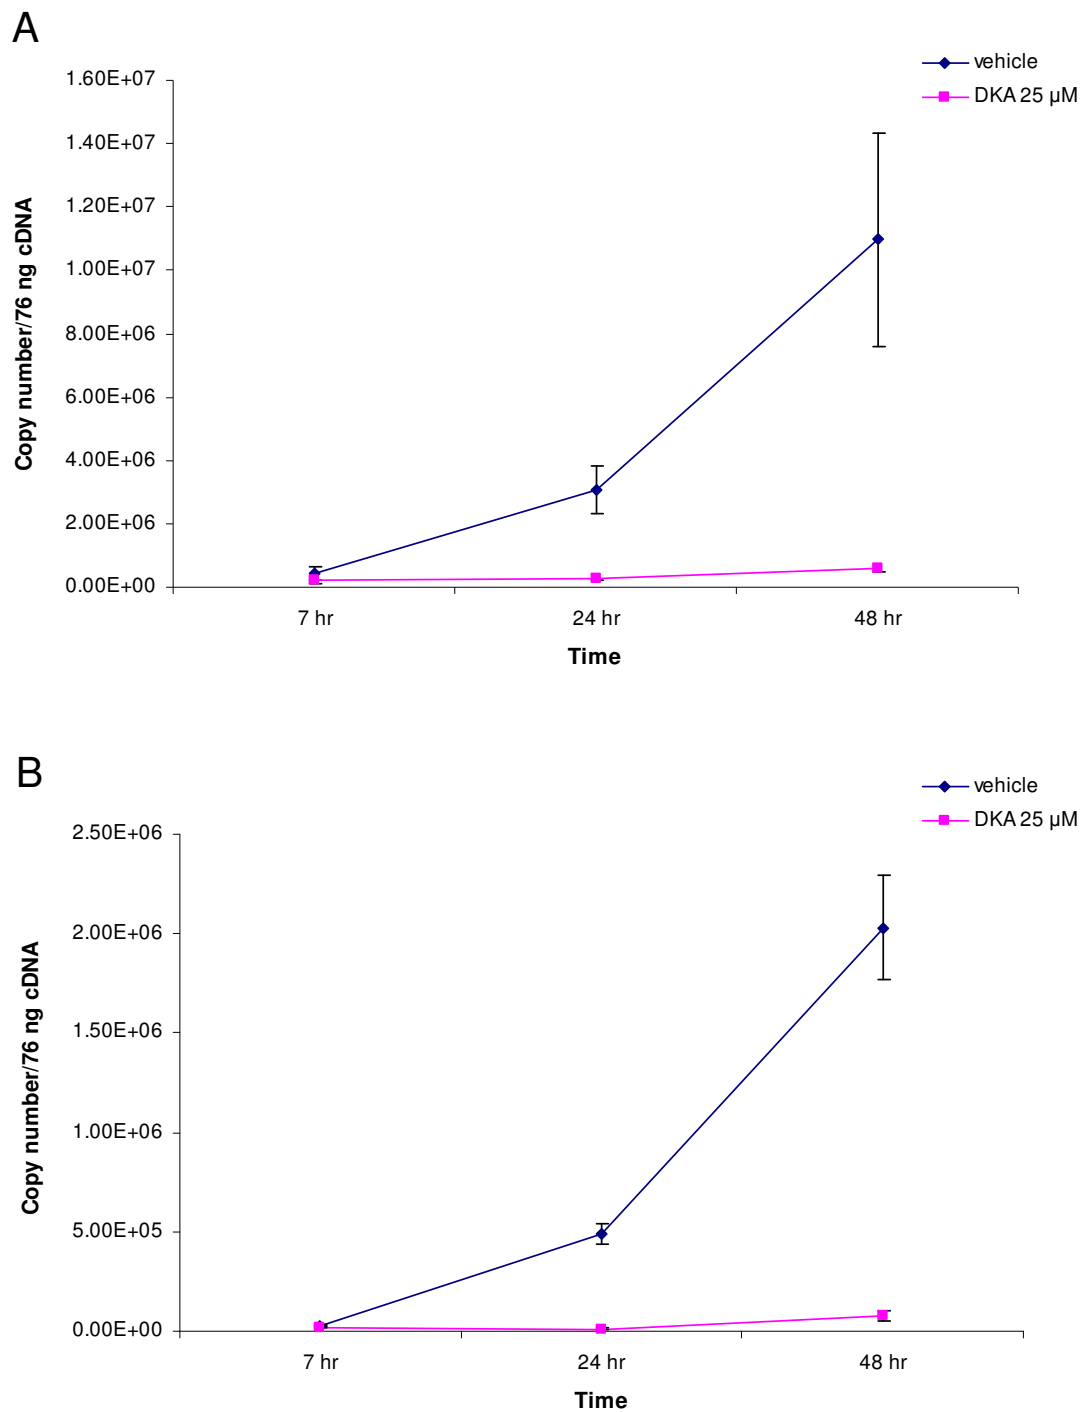 A
vehicle
DKA 25 µM
1.60E+07
1.40E+07
1.20E+07
1.00E+07
8.00E+06
6.00E+06
4.00E+06
2.00E+06
0.00E+00
Copy number/76 ng cDNA
7 hr
24 hr
48 hr
Time
B
vehicle
DKA 25 µM
2.50E+06
2.00E+06
1.50E+06
1.00E+06
5.00E+05
0.00E+00
Copy number/76 ng cDNA
7 hr
24 hr
48 hr
Time